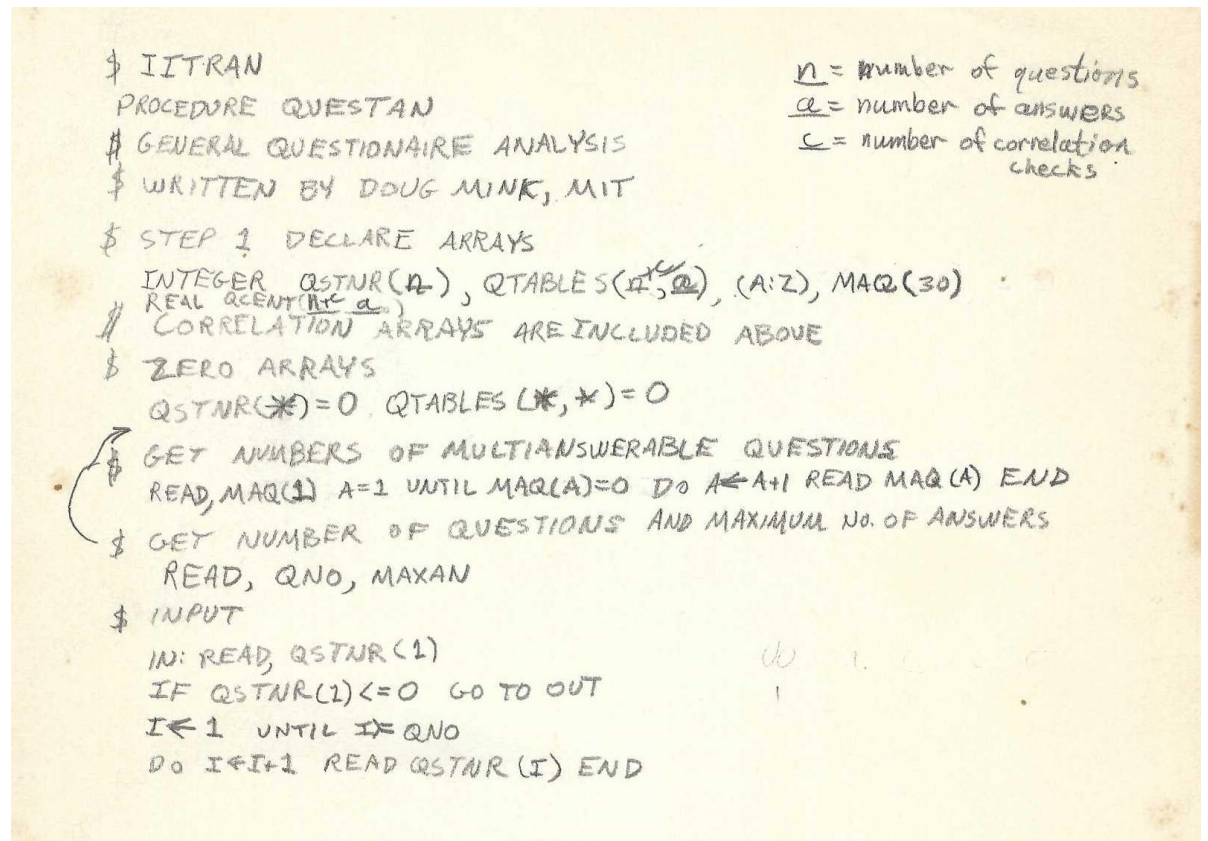 $ IITRAN
PROCEDURE QUESTAN
$ GENERAL QUESTIONAIRE ANALYSIS
$ WRITTEN BY DOUG MINK, MIT
n = number of questions
a = number of answers
c = number of correlation
checks
$ STEP 1 DECLARE ARRAYS
INTEGER QSTNR(n), QTABLES(n+c, a), (A:Z), MAQ(30)
REAL QCENT(n+c a)
$ CORRELATION ARRAYS ARE INCLUDED ABOVE
$ ZERO ARRAYS
QSTNR(*)=0 QTABLES(*,*)=0
$ GET NUMBERS OF MULTIANSWERABLE QUESTIONS
READ, MAQ(1) A=1 UNTIL MAQ(A)=0 DO A←A+1 READ MAQ(A) END
$ GET NUMBER OF QUESTIONS AND MAXIMUM NO. OF ANSWERS
READ, QNO, MAXAN
$ INPUT
IN: READ, QSTNR(1)
IF QSTNR(1)<=0 GO TO OUT
I←1 UNTIL I>=QNO
DO I←I+1 READ QSTNR(I) END